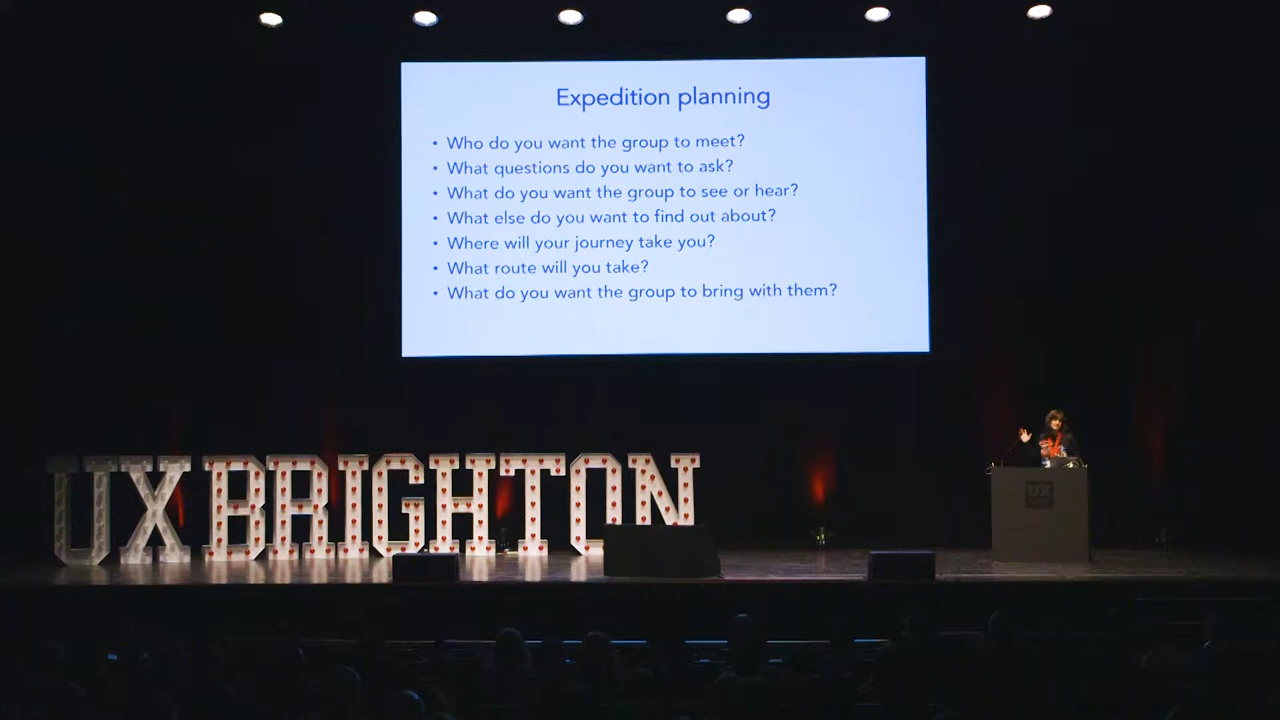 Expedition planning
• Who do you want the group to meet?
• What questions do you want to ask?
• What do you want the group to see or hear?
• What else do you want to find out about?
• Where will your journey take you?
• What route will you take?
• What do you want the group to bring with them?
UX BRIGHTON
UX